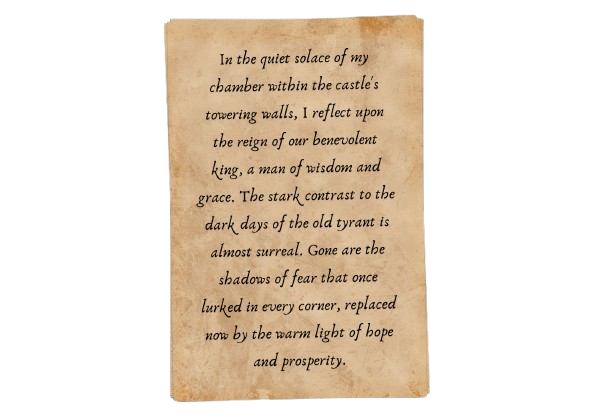 In the quiet solace of my
chamber within the castle's
towering walls, I reflect upon
the reign of our benevolent
king, a man of wisdom and
grace. The stark contrast to the
dark days of the old tyrant is
almost surreal. Gone are the
shadows of fear that once
lurked in every corner, replaced
now by the warm light of hope
and prosperity.